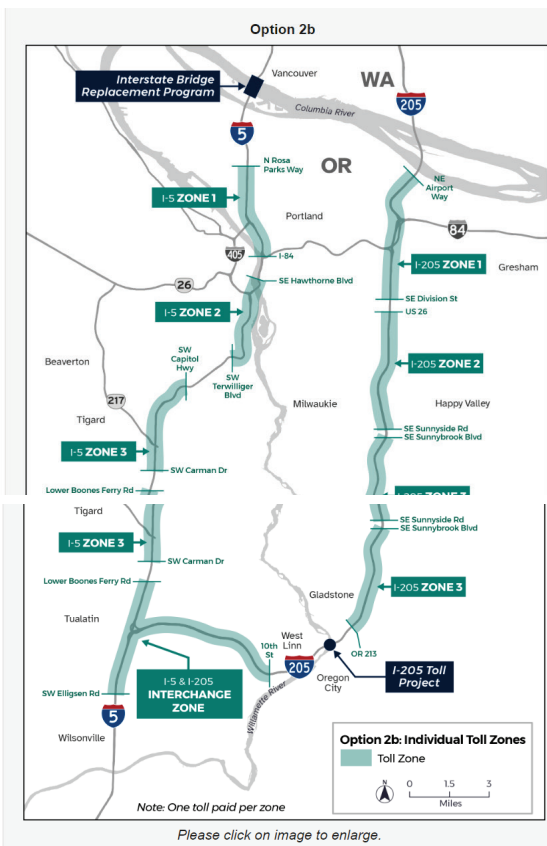 Option 2b
Interstate Bridge
Replacement Program
Vancouver
WA
Columbia River
205
5
OR
N Rosa
Parks Way
NE
Airport
Way
I-5 ZONE 1
Portland
84
405
I-84
I-205 ZONE 1
Gresham
26
SE Hawthorne Blvd
SE Division St
US 26
I-5 ZONE 2
Beaverton
SW
Capitol
Hwy
SW
Terwilliger
Blvd
I-205 ZONE 2
217
Milwaukie
Happy Valley
Tigard
SE Sunnyside Rd
SE Sunnybrook Blvd
I-5 ZONE 3
SW Carman Dr
Lower Boones Ferry Rd
I-205 ZONE 3
Tigard
SE Sunnyside Rd
SE Sunnybrook Blvd
I-5 ZONE 3
SW Carman Dr
Lower Boones Ferry Rd
Gladstone
I-205 ZONE 3
Tualatin
10th
St
West
Linn
OR 213
205
I-5 & I-205
INTERCHANGE
ZONE
Oregon
City
I-205 Toll
Project
SW Elligsen Rd
5
Willamette River
Wilsonville
Option 2b: Individual Toll Zones
Toll Zone
N
0 1.5 3
Miles
Note: One toll paid per zone
Please click on image to enlarge.